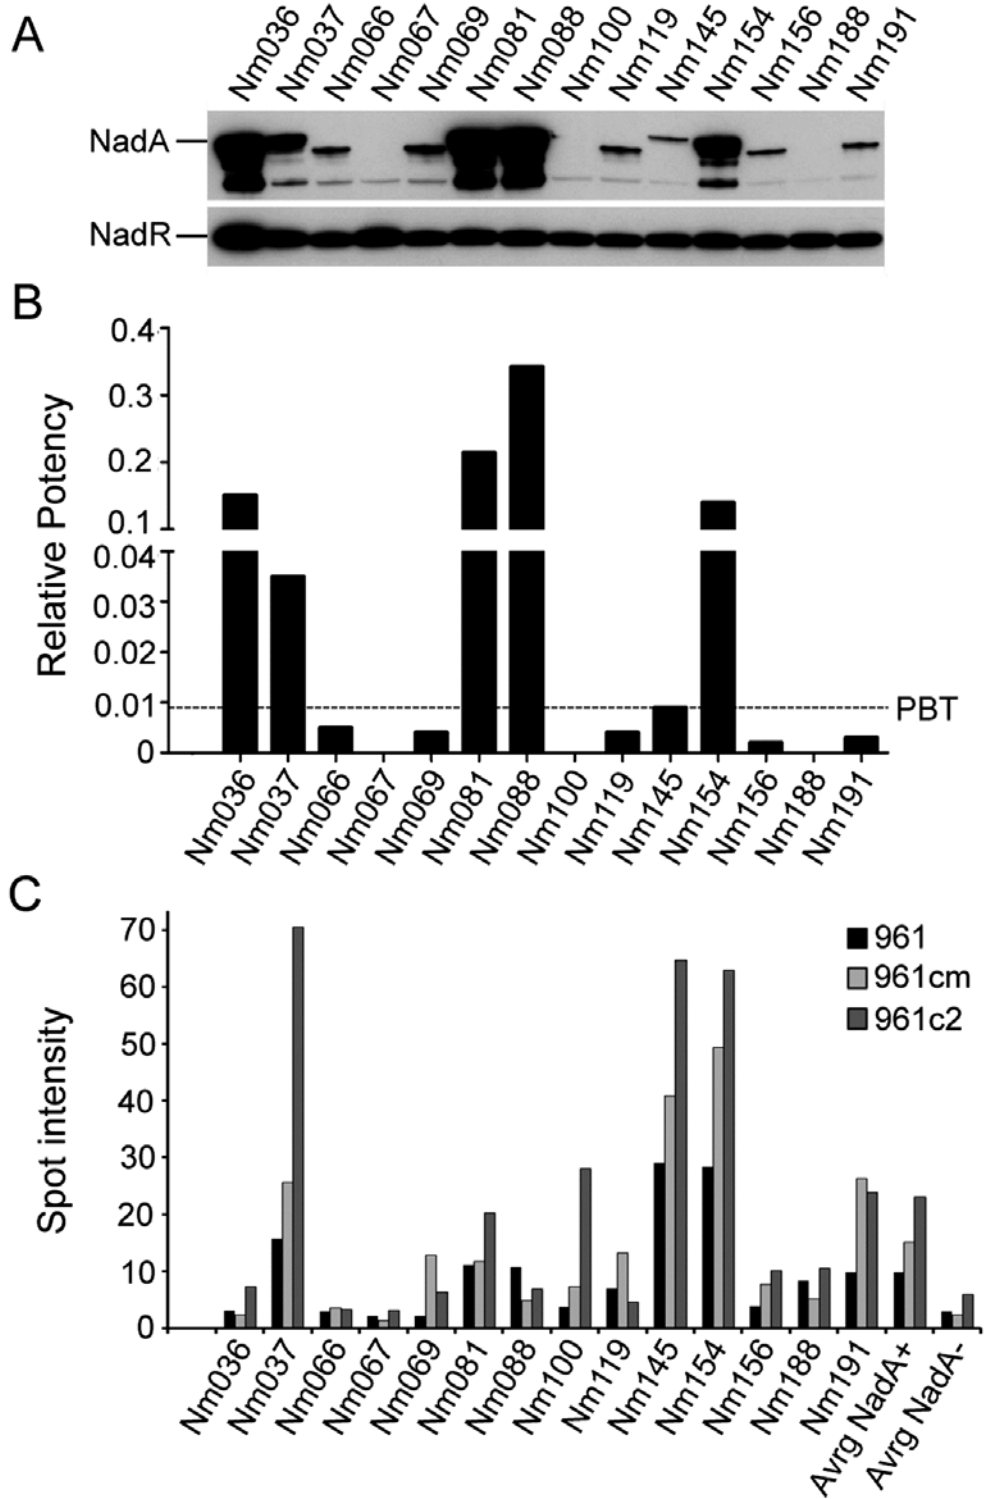 A
Nm036 Nm037 Nm066 Nm067 Nm069 Nm081 Nm088 Nm100 Nm119 Nm145 Nm154 Nm156 Nm188 Nm191
NadA
NadR
B
Relative Potency
0.4
0.3
0.2
0.1
0.04
0.03
0.02
0.01
0
PBT
Nm036 Nm037 Nm066 Nm067 Nm069 Nm081 Nm088 Nm100 Nm119 Nm145 Nm154 Nm156 Nm188 Nm191
C
Spot intensity
70
60
50
40
30
20
10
0
961
961cm
961c2
Nm036 Nm037 Nm066 Nm067 Nm069 Nm081 Nm088 Nm100 Nm119 Nm145 Nm154 Nm156 Nm188 Nm191 Avrg NadA+ Avrg NadA-